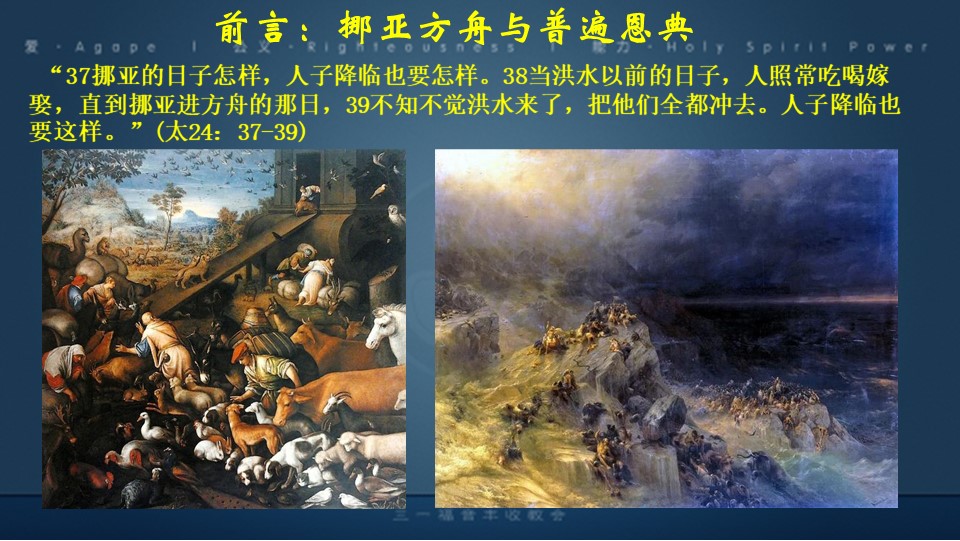 前言：挪亚方舟与普遍恩典
爱 · Agape | 公义 · Righteousness | 能力 · Holy Spirit Power
“37挪亚的日子怎样，人子降临也要怎样。38当洪水以前的日子，人照常吃喝嫁
娶，直到挪亚进方舟的那日，39不知不觉洪水来了，把他们全都冲去。人子降临也
要这样。”(太24：37-39)
三一福音丰收教会